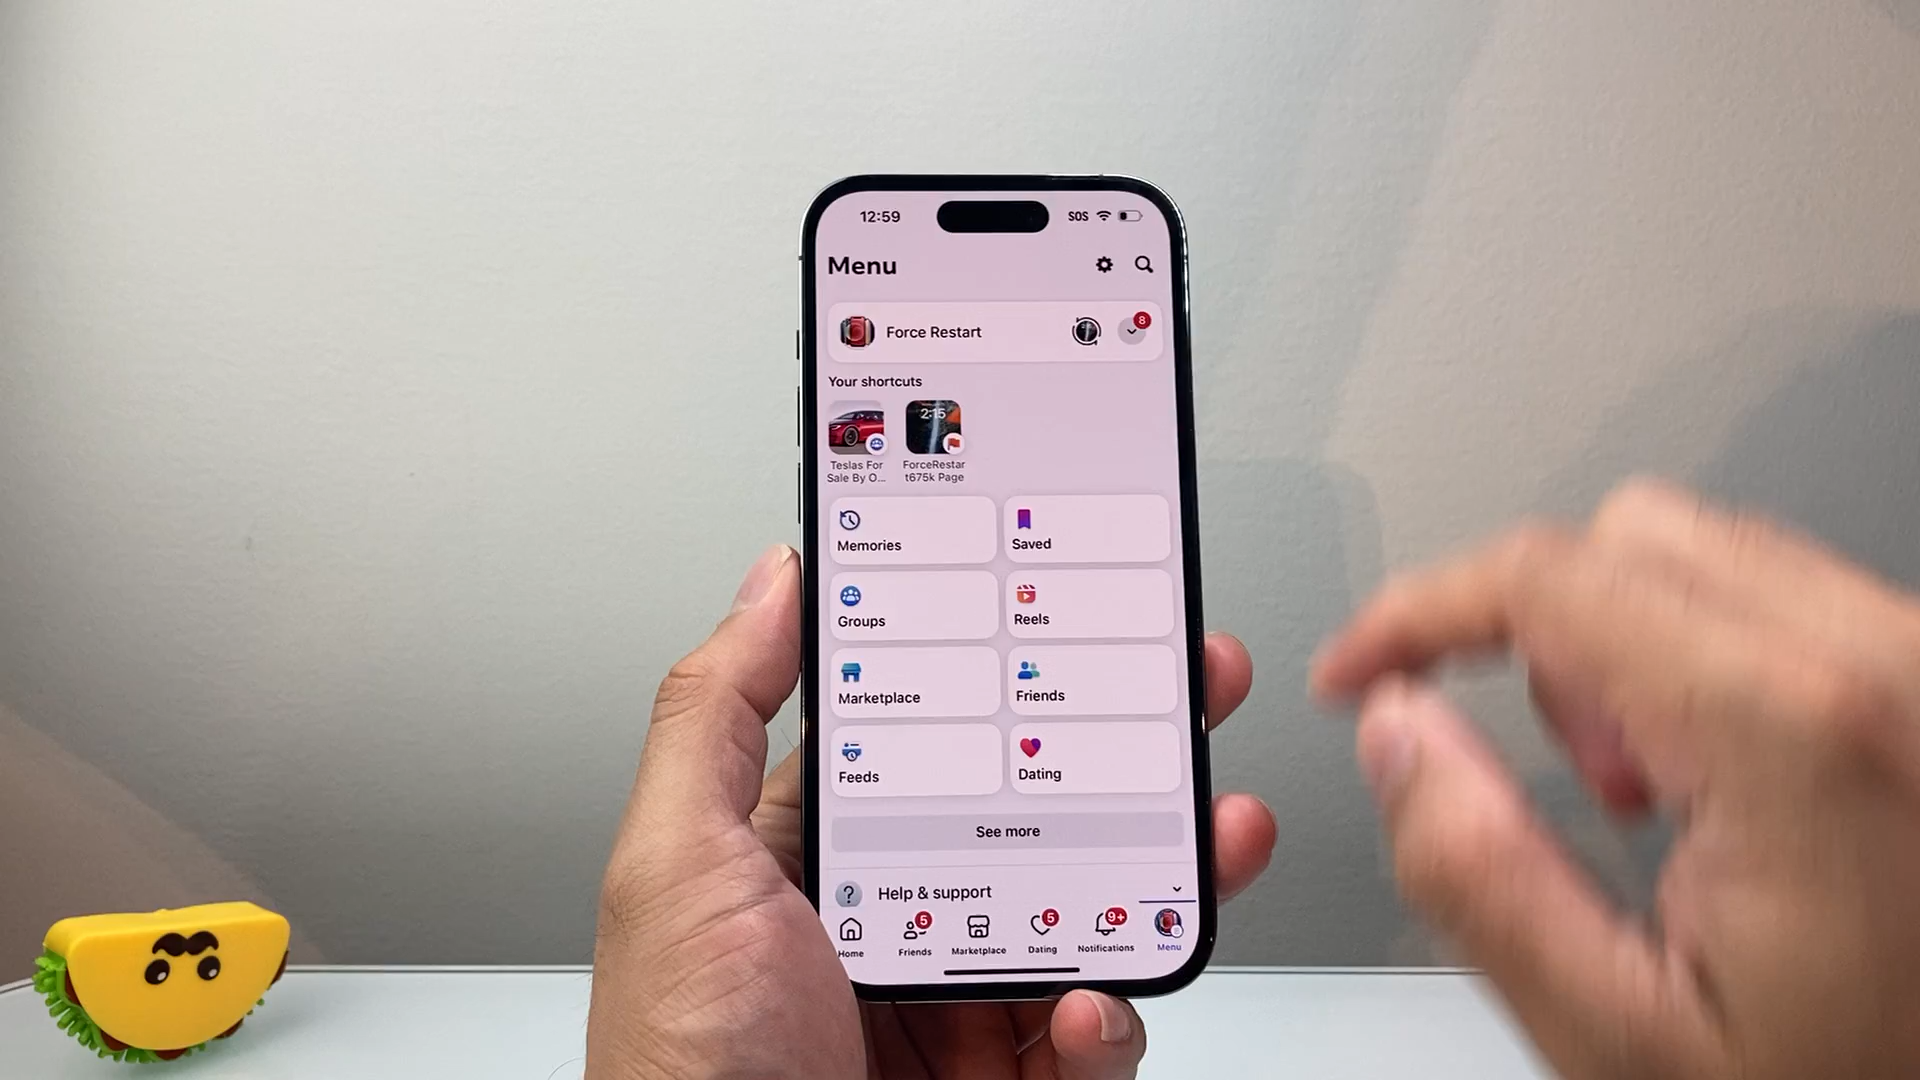 12:59
SOS
Menu
Force Restart
8
Your shortcuts
2:15
Teslas For
Sale By O...
ForceRestar
t675k Page
Memories
Saved
Groups
Reels
Marketplace
Friends
Feeds
Dating
See more
? Help & support
5
5
9+
Home
Friends
Marketplace
Dating
Notifications
Menu